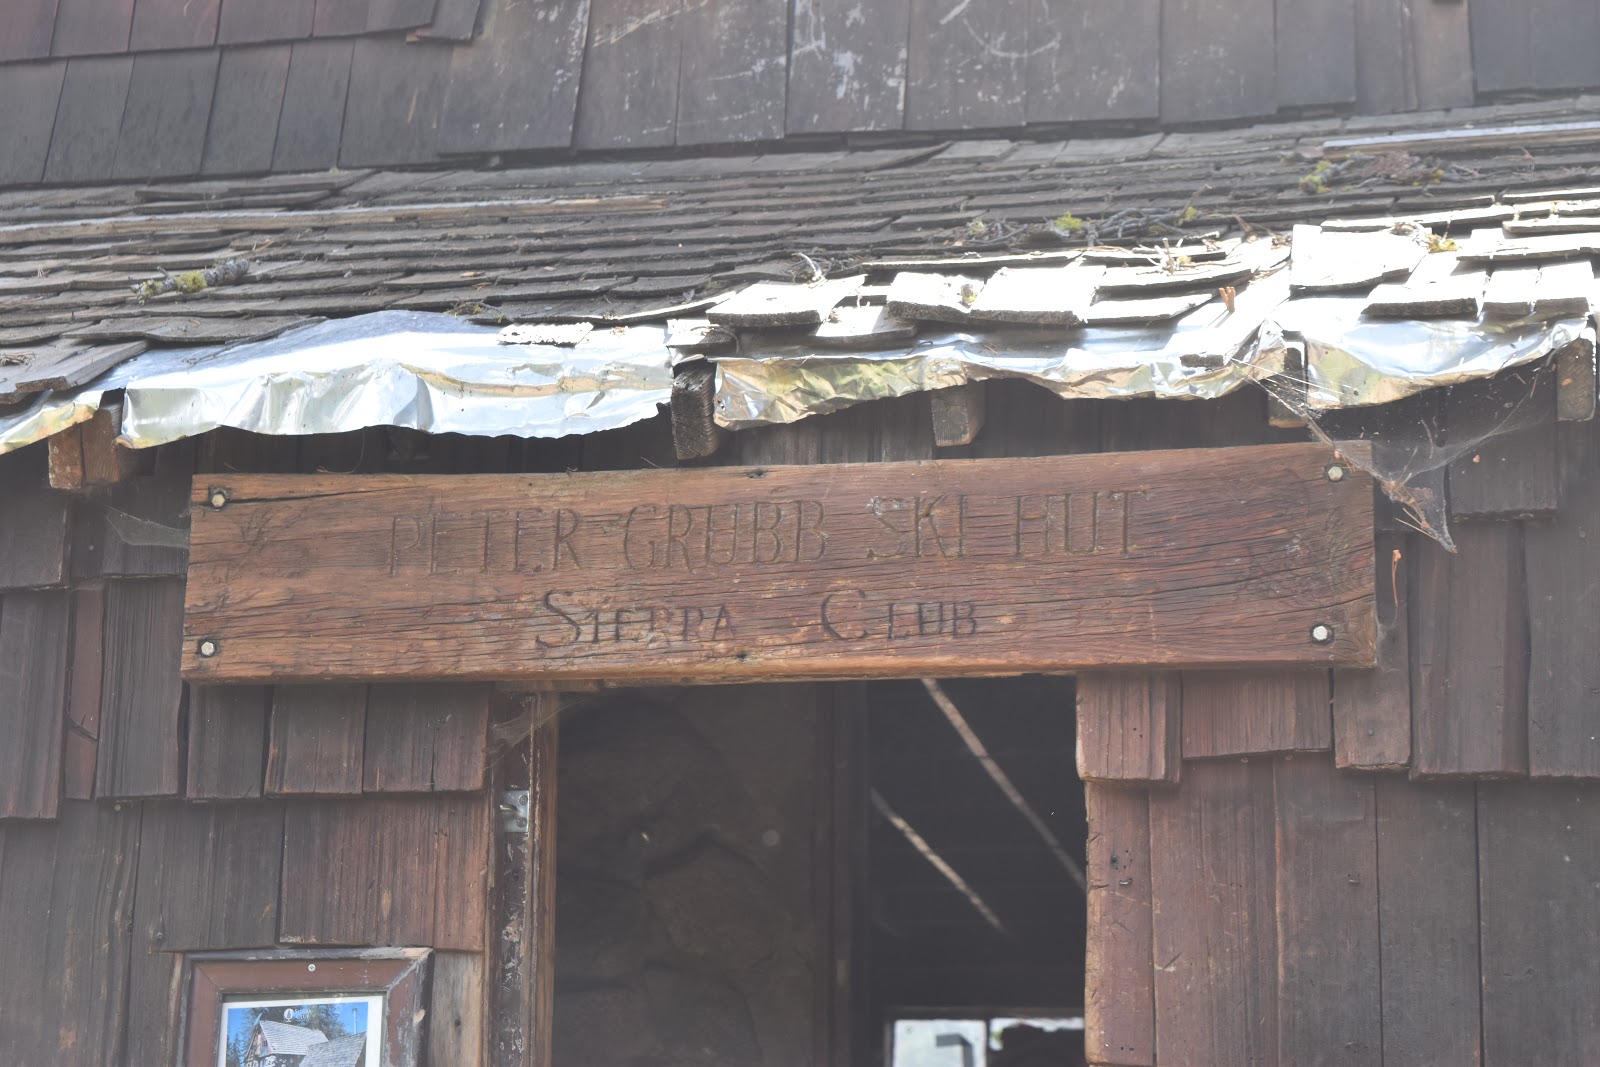 PETER GRUBB SKI HUT
SIERRA CLUB